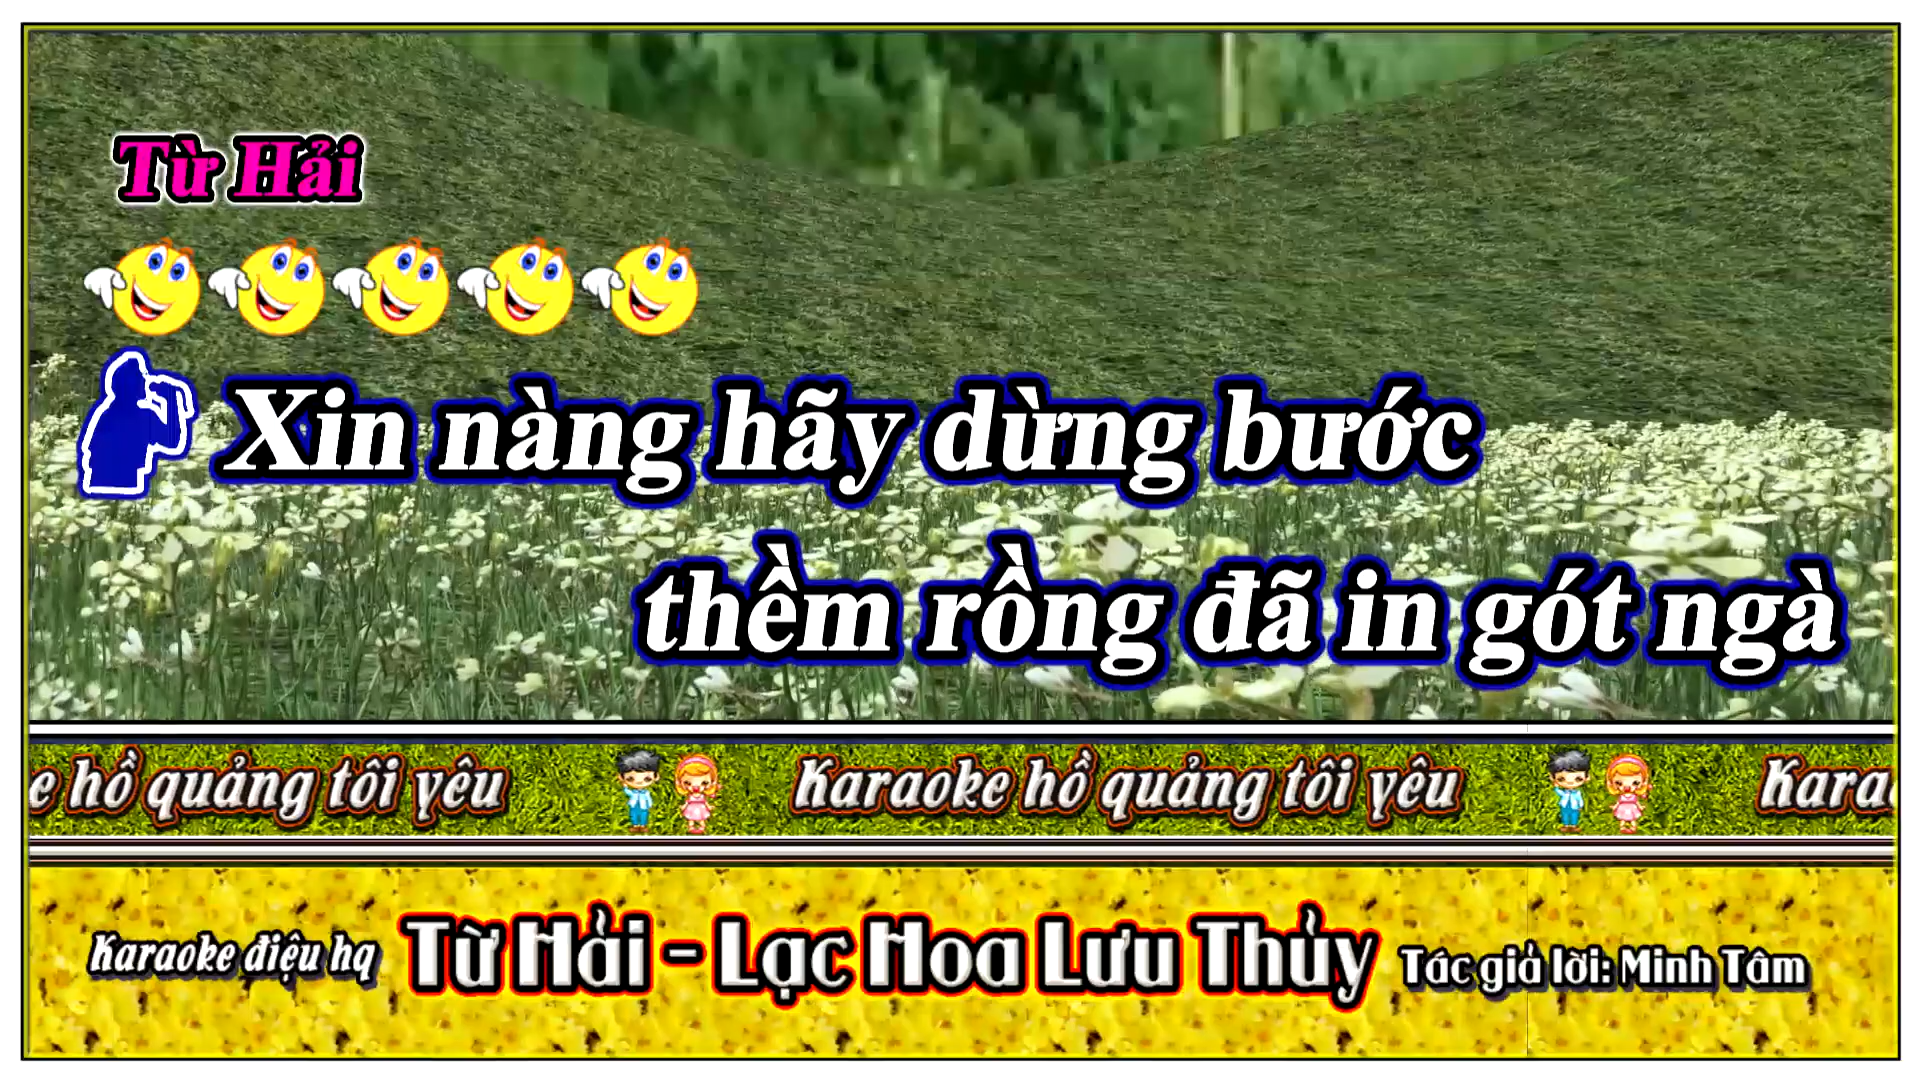 Từ Hải
Xin nàng hãy dừng bước
thềm rồng đã in gót ngà
e hồ quảng tôi yêu Karaoke hồ quảng tôi yêu Kara
Karaoke điệu hq Từ Hải - Lạc Hoa Lưu Thủy Tác giả lời: Minh Tâm